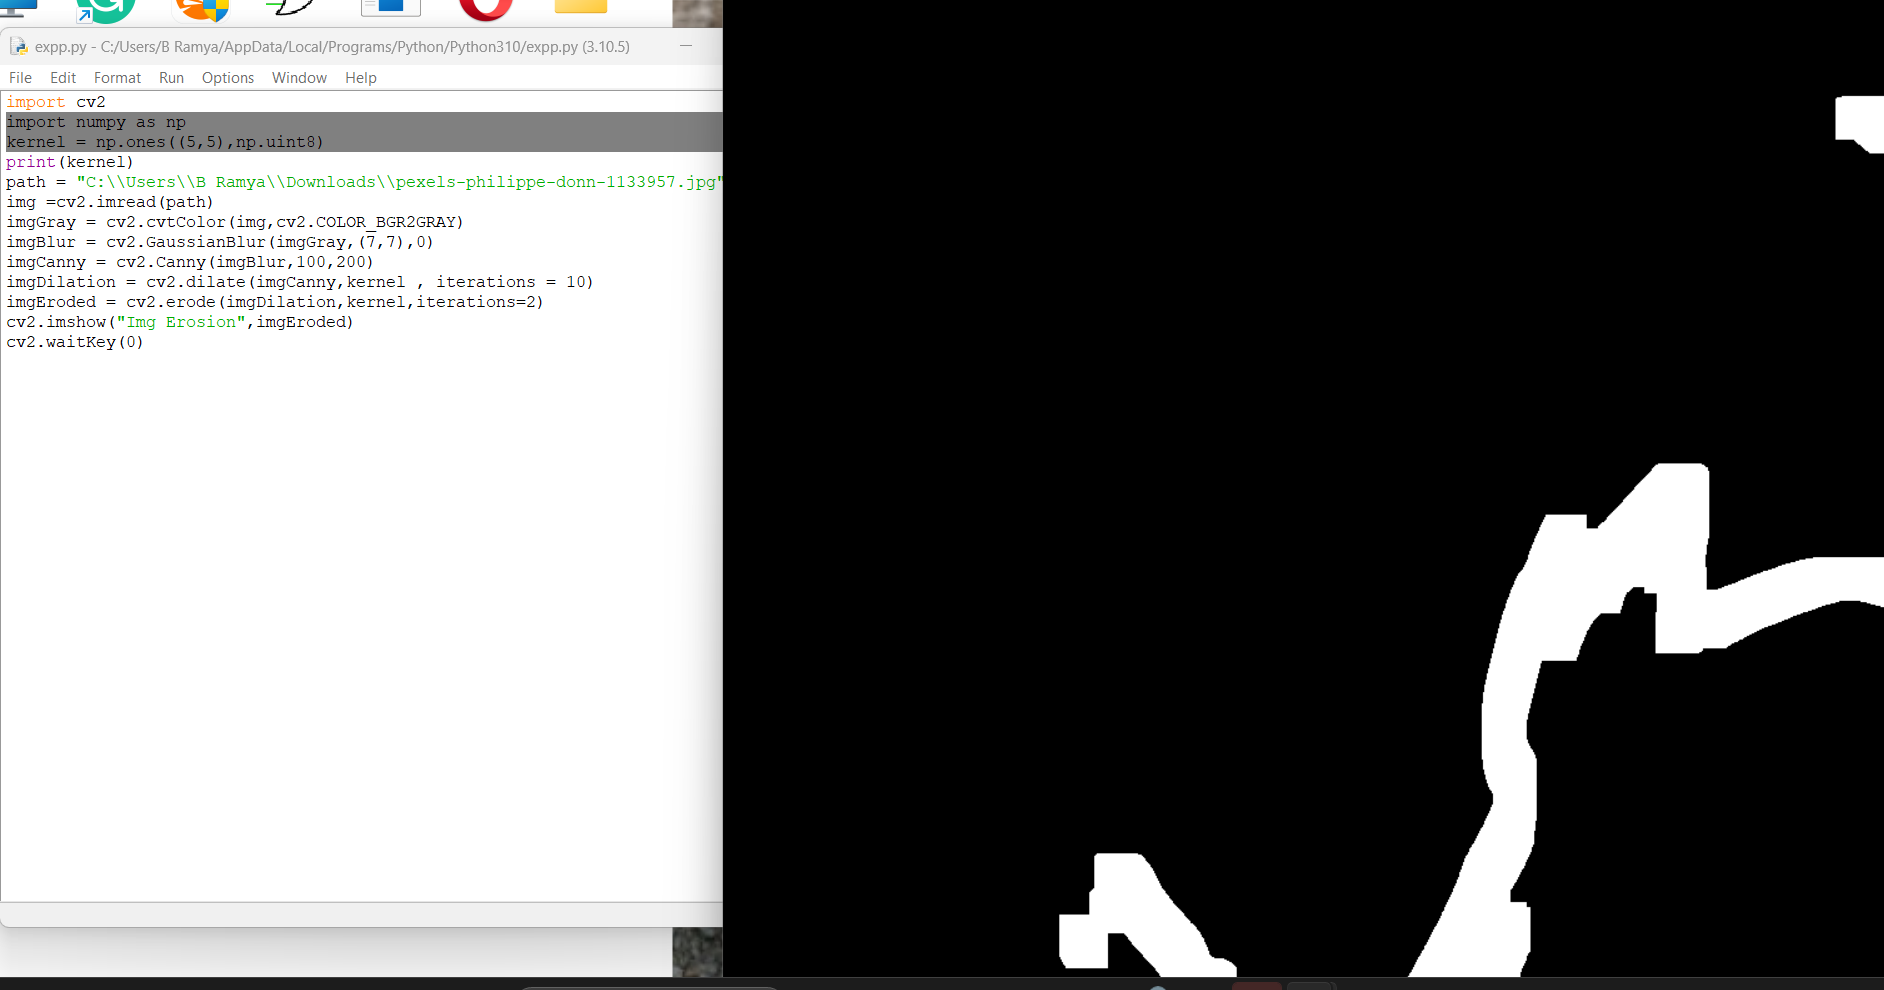 expp.py - C:/Users/B Ramya/AppData/Local/Programs/Python/Python310/expp.py (3.10.5)
File Edit Format Run Options Window Help
import cv2
import numpy as np
kernel = np.ones((5,5),np.uint8)
print(kernel)
path = "C:\\Users\\B Ramya\\Downloads\\pexels-philippe-donn-1133957.jpg"
img =cv2.imread(path)
imgGray = cv2.cvtColor(img,cv2.COLOR_BGR2GRAY)
imgBlur = cv2.GaussianBlur(imgGray,(7,7),0)
imgCanny = cv2.Canny(imgBlur,100,200)
imgDilation = cv2.dilate(imgCanny,kernel , iterations = 10)
imgEroded = cv2.erode(imgDilation,kernel,iterations=2)
cv2.imshow("Img Erosion",imgEroded)
cv2.waitKey(0)